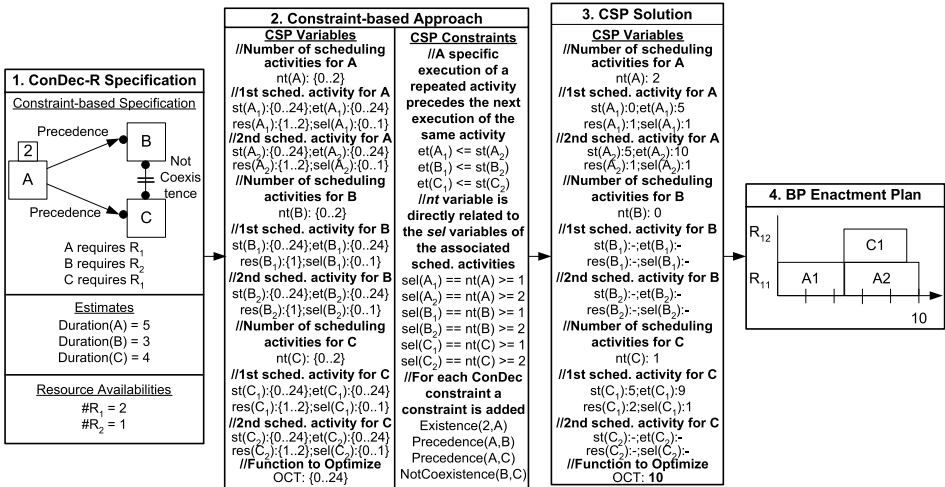 1. ConDec-R Specification
Constraint-based Specification
Precedence
B
2
A
Not
Coexis
tence
Precedence
C
A requires R1
B requires R2
C requires R1
Estimates
Duration(A) = 5
Duration(B) = 3
Duration(C) = 4
Resource Availabilities
#R1 = 2
#R2 = 1
2. Constraint-based Approach
CSP Variables
//Number of scheduling
activities for A
nt(A): {0..2}
//1st sched. activity for A
st(A1):{0..24};et(A1):{0..24}
res(A1):{1..2};sel(A1):{0..1}
//2nd sched. activity for A
st(A2):{0..24};et(A2):{0..24}
res(A2):{1..2};sel(A2):{0..1}
//Number of scheduling
activities for B
nt(B): {0..2}
//1st sched. activity for B
st(B1):{0..24};et(B1):{0..24}
res(B1):{1};sel(B1):{0..1}
//2nd sched. activity for B
st(B2):{0..24};et(B2):{0..24}
res(B2):{1};sel(B2):{0..1}
//Number of scheduling
activities for C
nt(C): {0..2}
//1st sched. activity for C
st(C1):{0..24};et(C1):{0..24}
res(C1):{1..2};sel(C1):{0..1}
//2nd sched. activity for C
st(C2):{0..24};et(C2):{0..24}
res(C2):{1..2};sel(C2):{0..1}
//Function to Optimize
OCT: {0..24}
CSP Constraints
//A specific
execution of a
repeated activity
precedes the next
execution of the
same activity
et(A1) <= st(A2)
et(B1) <= st(B2)
et(C1) <= st(C2)
//nt variable is
directly related to
the sel variables of
the associated
sched. activities
sel(A1) == nt(A) >= 1
sel(A2) == nt(A) >= 2
sel(B1) == nt(B) >= 1
sel(B2) == nt(B) >= 2
sel(C1) == nt(C) >= 1
sel(C2) == nt(C) >= 2
//For each ConDec
constraint a
constraint is added
Existence(2,A)
Precedence(A,B)
Precedence(A,C)
NotCoexistence(B,C)
3. CSP Solution
CSP Variables
//Number of scheduling
activities for A
nt(A): 2
//1st sched. activity for A
st(A1):0;et(A1):5
res(A1):1;sel(A1):1
//2nd sched. activity for A
st(A2):5;et(A2):10
res(A2):1;sel(A2):1
//Number of scheduling
activities for B
nt(B): 0
//1st sched. activity for B
st(B1):-;et(B1):-
res(B1):-;sel(B1):-
//2nd sched. activity for B
st(B2):-;et(B2):-
res(B2):-;sel(B2):-
//Number of scheduling
activities for C
nt(C): 1
//1st sched. activity for C
st(C1):5;et(C1):9
res(C1):2;sel(C1):1
//2nd sched. activity for C
st(C2):-;et(C2):-
res(C2):-;sel(C2):-
//Function to Optimize
OCT: 10
4. BP Enactment Plan
R12
C1
R11
A1
A2
10